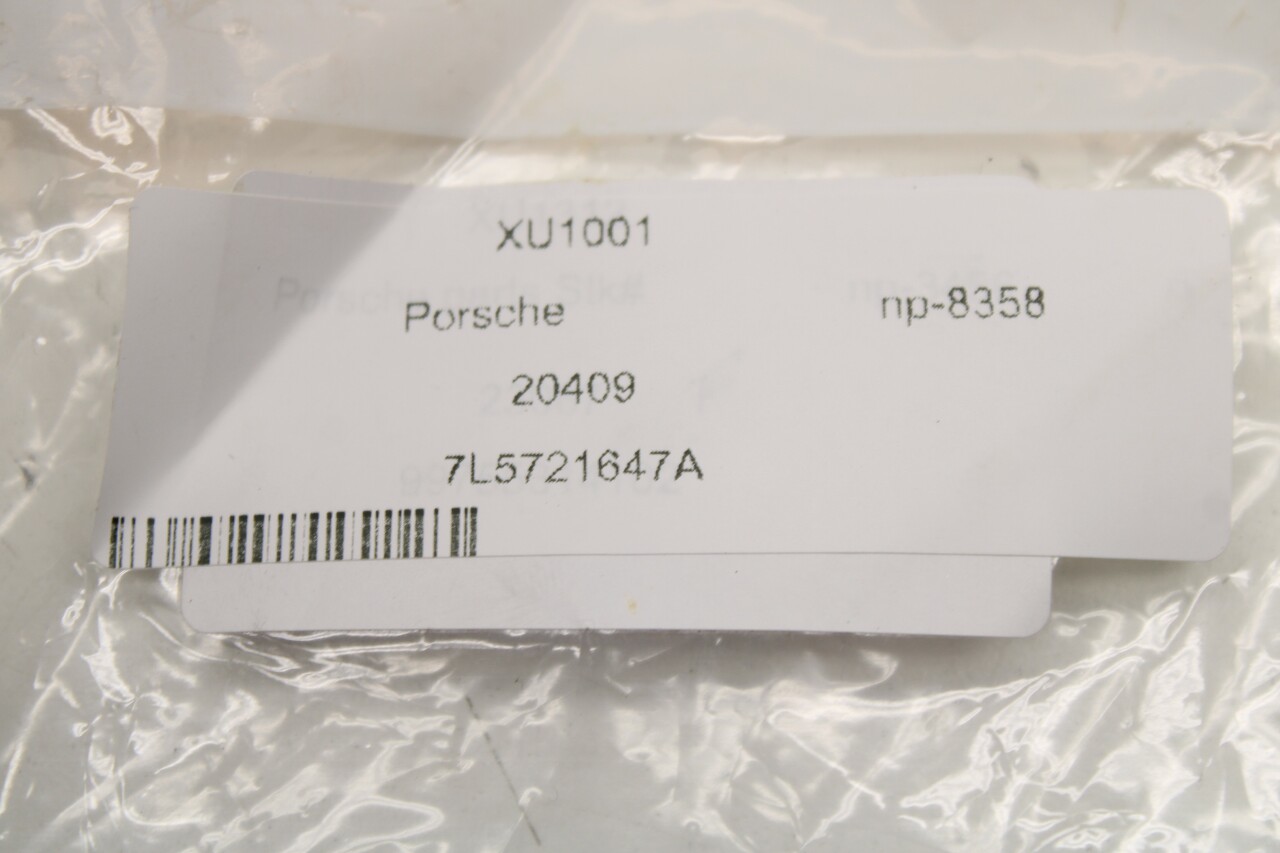 XU1001
Porsche np-8358
20409
7L5721647A